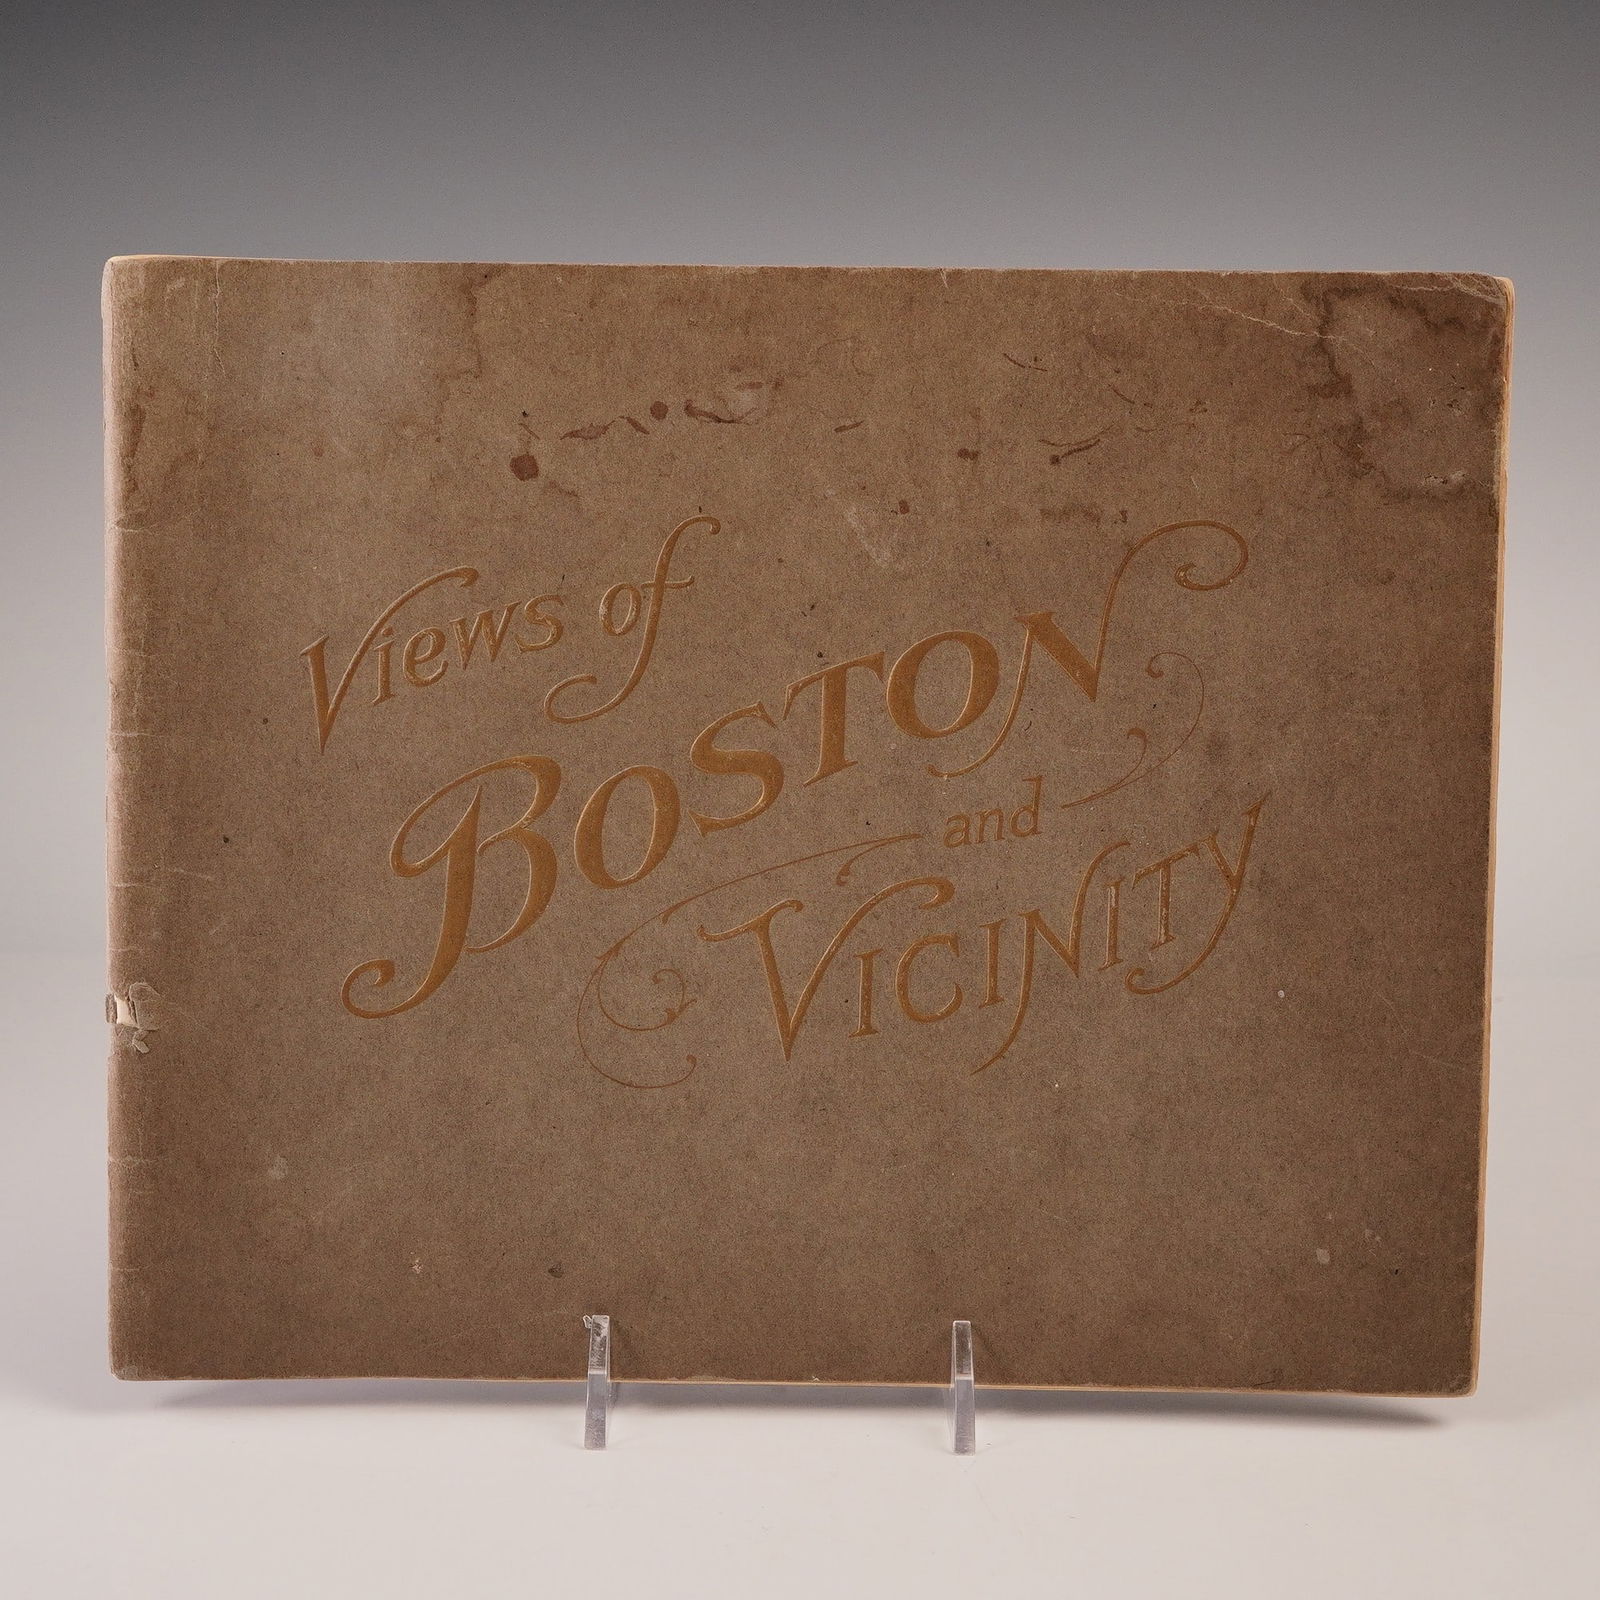 Views of
BOSTON
and
VICINITY